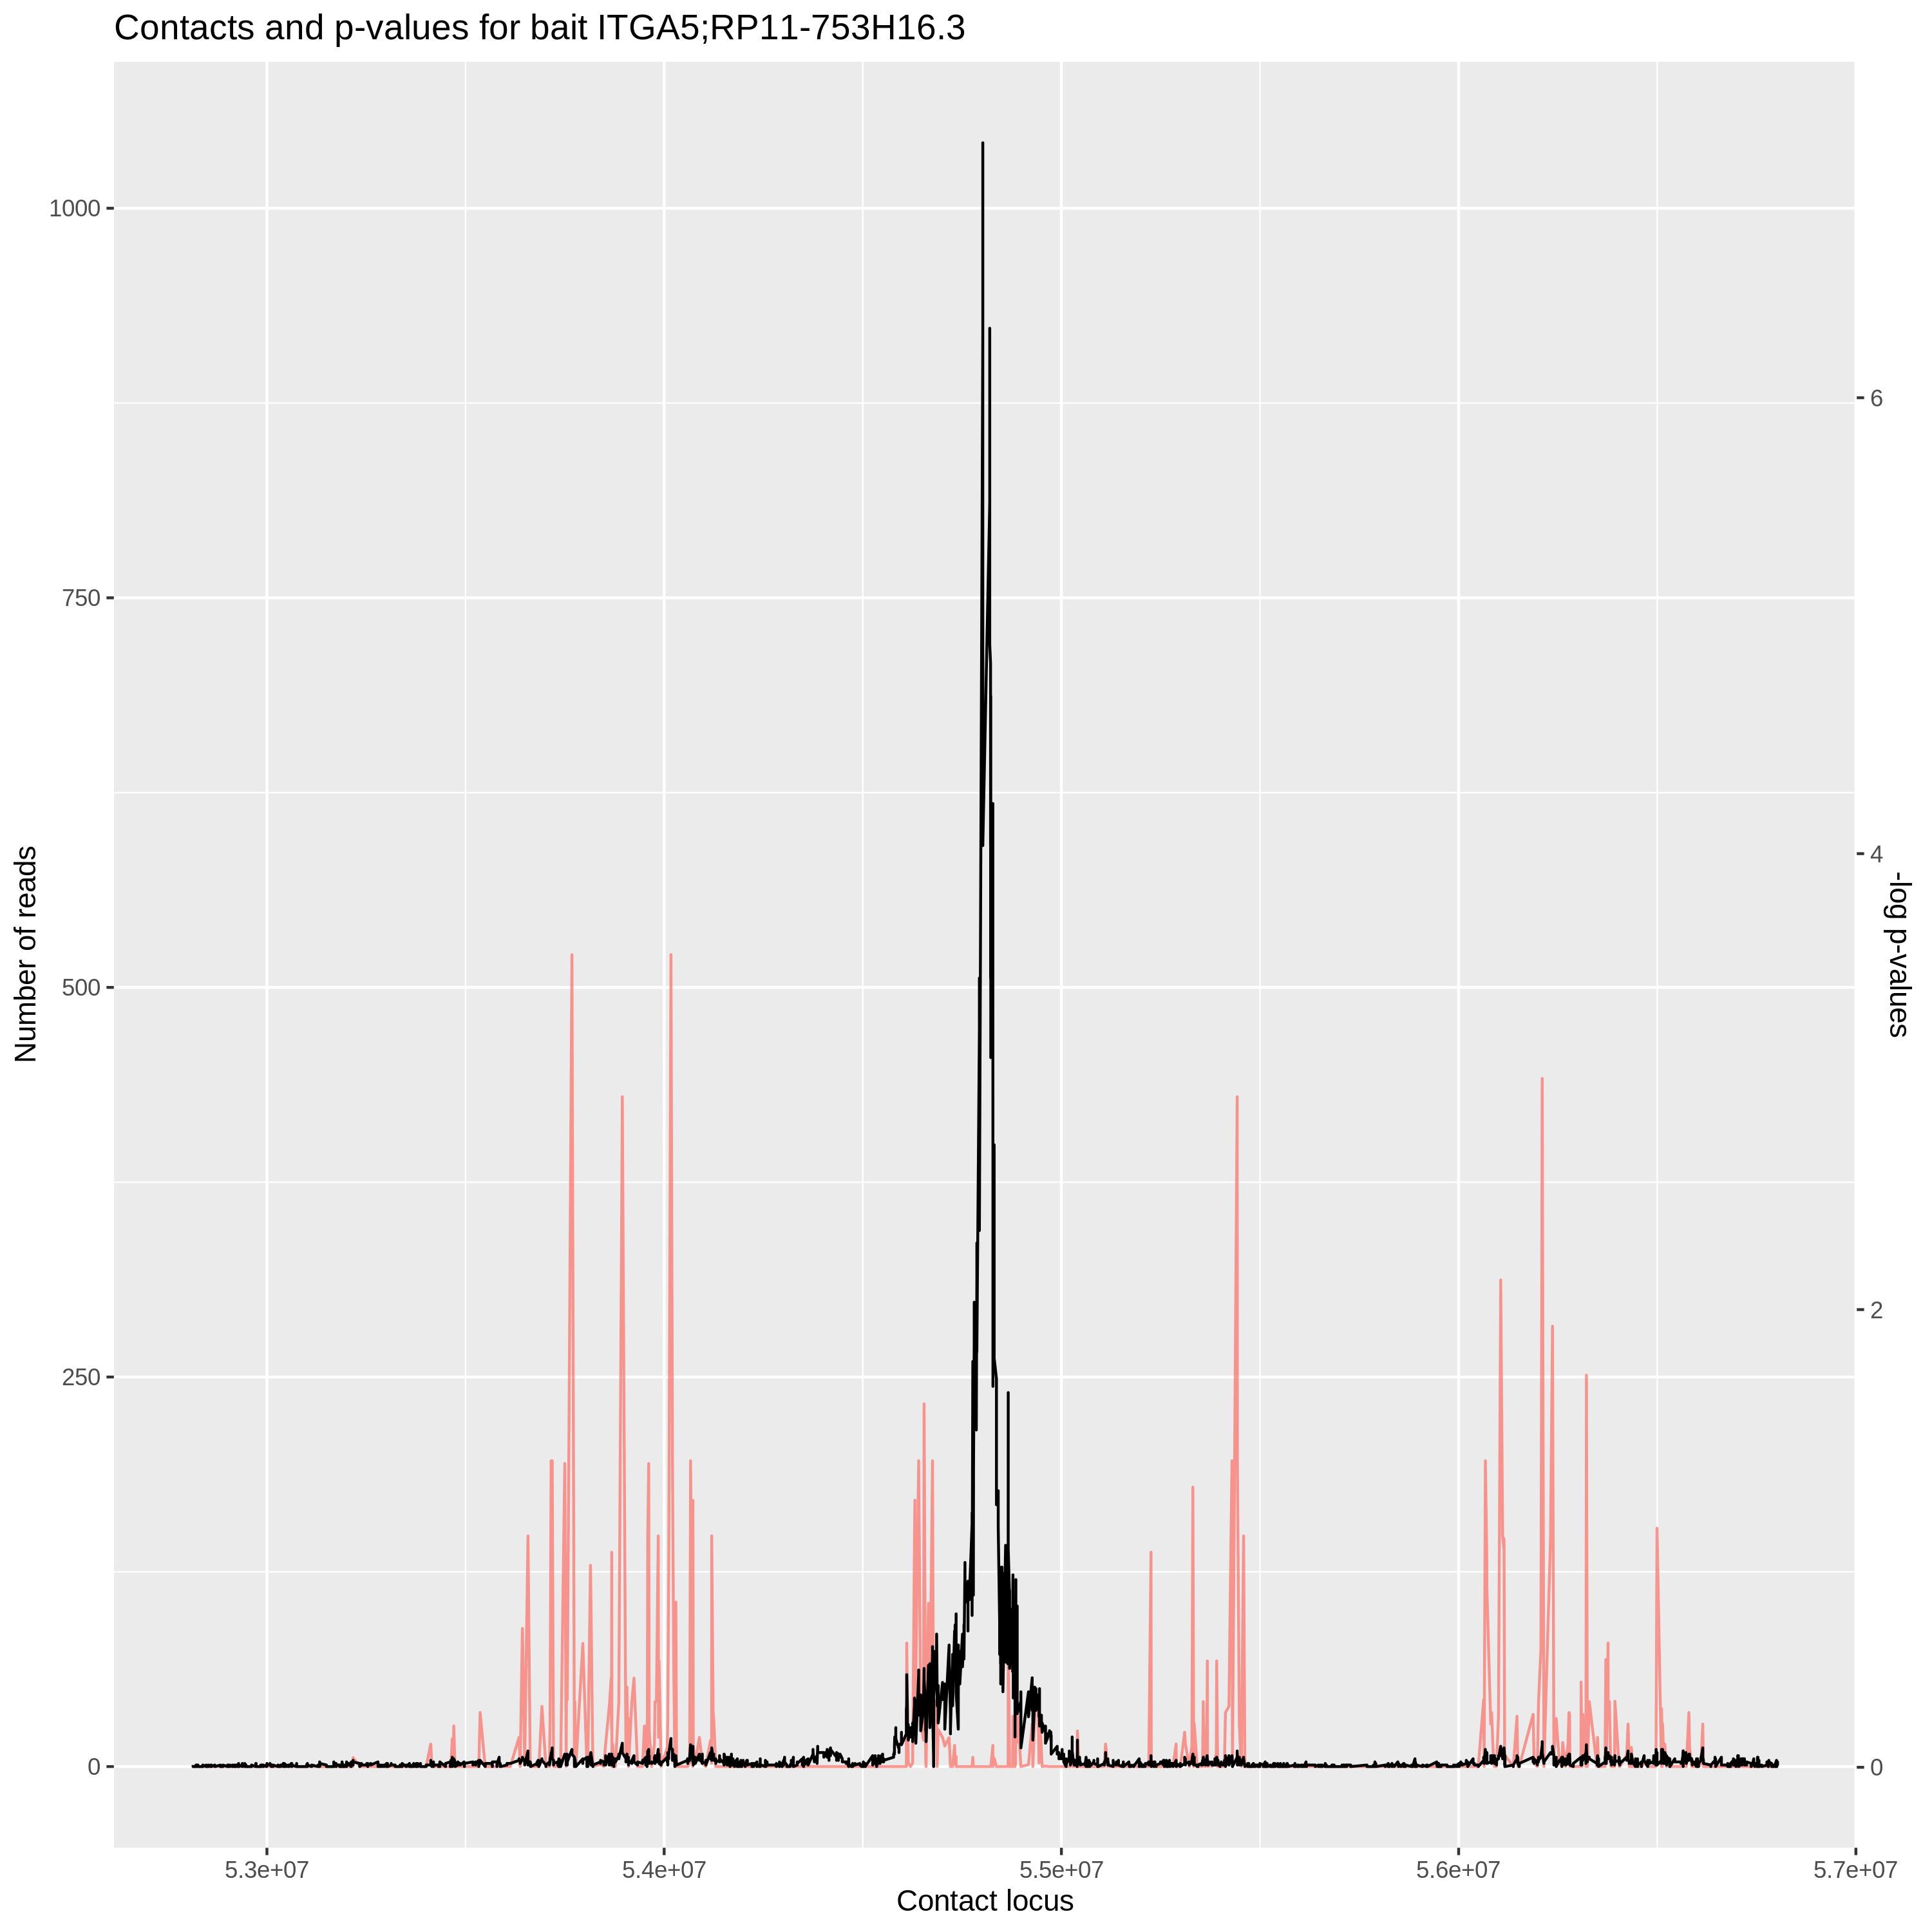 Contacts and p-values for bait ITGA5;RP11-753H16.3
1000
750
500
250
0
Number of reads
6
4
2
0
-log p-values
5.3e+07
5.4e+07
5.5e+07
5.6e+07
5.7e+07
Contact locus